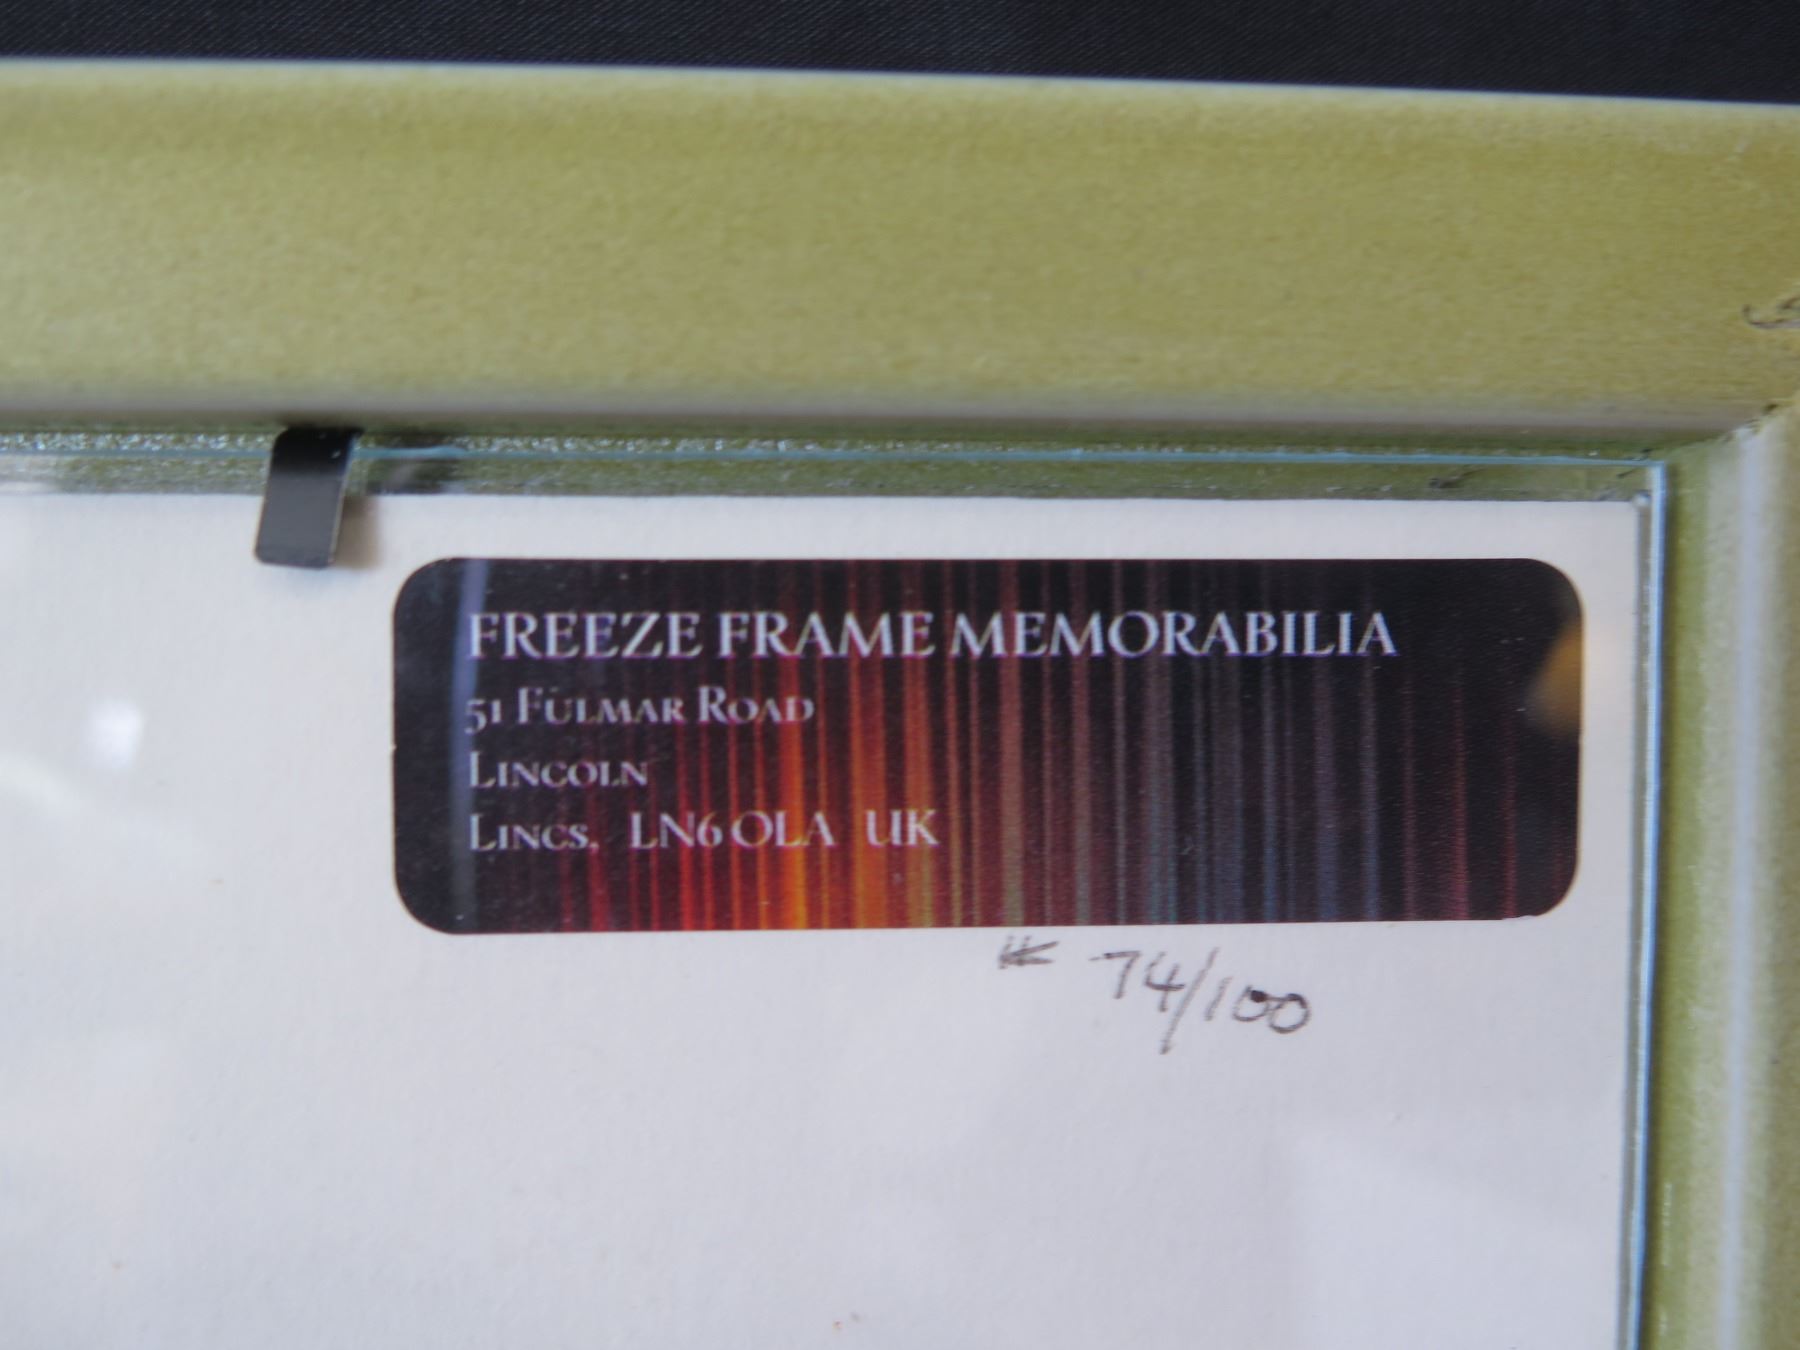 FREEZE FRAME MEMORABILIA
51 FULMAR ROAD
LINCOLN
LINCS, LN6 OLA UK
74/100